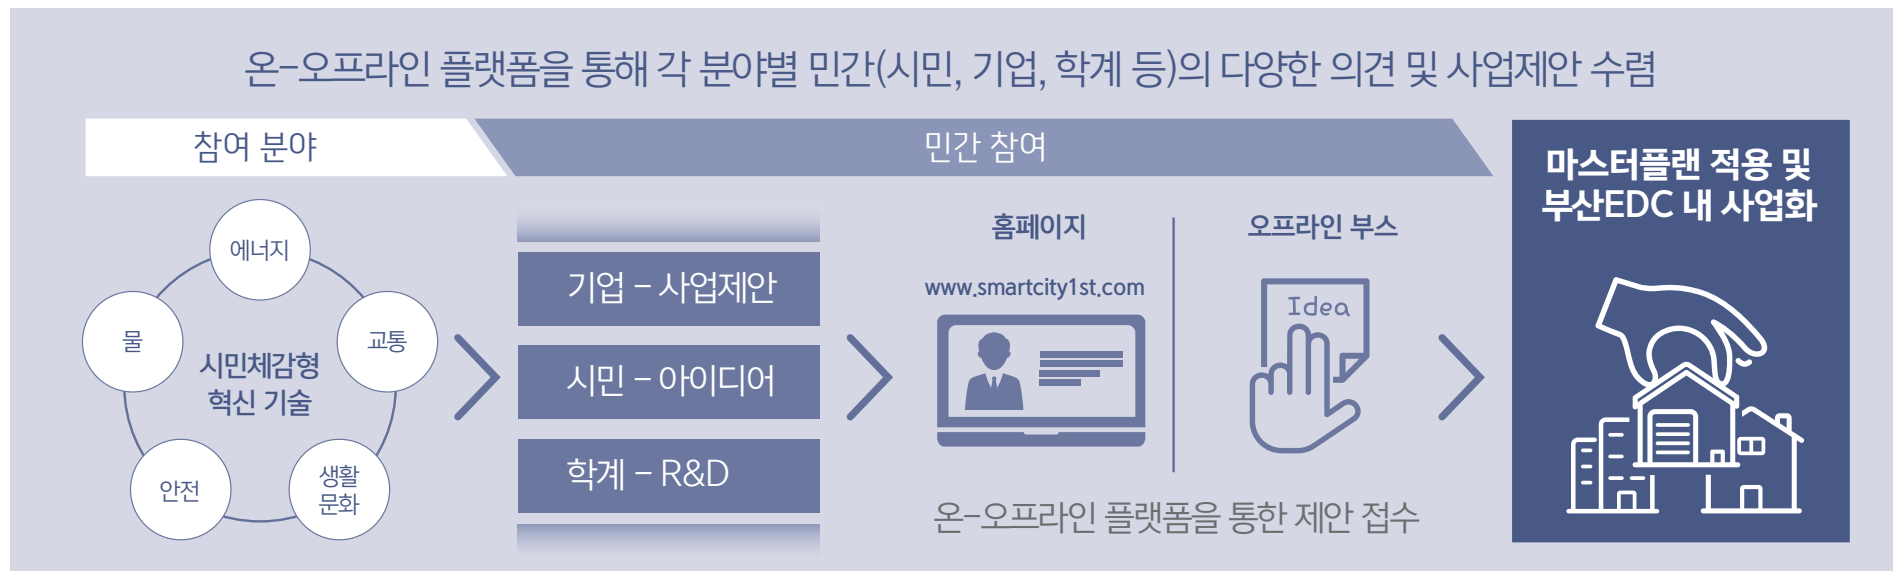 온-오프라인 플랫폼을 통해 각 분야별 민간(시민, 기업, 학계 등)의 다양한 의견 및 사업제안 수렴
참여 분야
민간 참여
마스터플랜 적용 및
부산EDC 내 사업화
에너지
물
교통
시민체감형
혁신 기술
안전
생활
문화
기업 - 사업제안
시민 - 아이디어
학계 - R&D
홈페이지
www.smartcity1st.com
오프라인 부스
Idea
온-오프라인 플랫폼을 통한 제안 접수